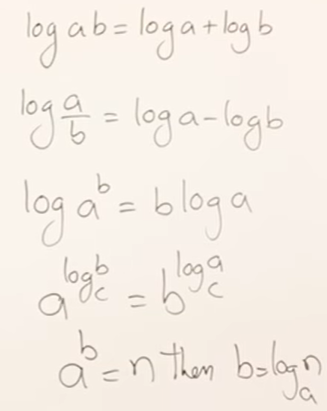 log ab = log a + log b
log a/b = log a - log b
log a^b = b log a
a^(log_c b) = b^(log_c a)
a^b = n then b = log_a n